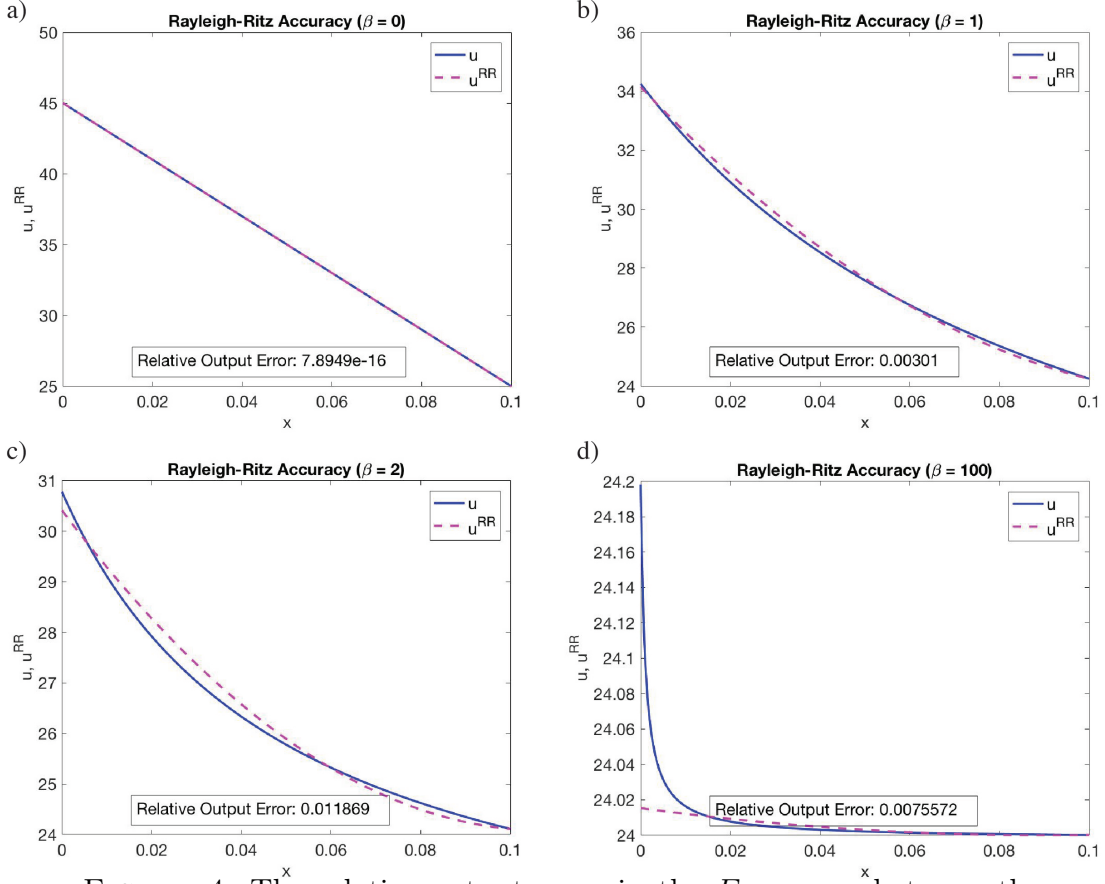 a)
Rayleigh-Ritz Accuracy (β = 0)
50
45
40
35
30
25
u, u^RR
u
u^RR
Relative Output Error: 7.8949e-16
0 0.02 0.04 0.06 0.08 0.1
x
b)
Rayleigh-Ritz Accuracy (β = 1)
36
34
32
30
28
26
24
u, u^RR
u
u^RR
Relative Output Error: 0.00301
0 0.02 0.04 0.06 0.08 0.1
x
c)
Rayleigh-Ritz Accuracy (β = 2)
31
30
29
28
27
26
25
24
u, u^RR
u
u^RR
Relative Output Error: 0.011869
0 0.02 0.04 0.06 0.08 0.1
x
d)
Rayleigh-Ritz Accuracy (β = 100)
24.2
24.18
24.16
24.14
24.12
24.1
24.08
24.06
24.04
24.02
24
u, u^RR
u
u^RR
Relative Output Error: 0.0075572
0 0.02 0.04 0.06 0.08 0.1
x
4. The between the